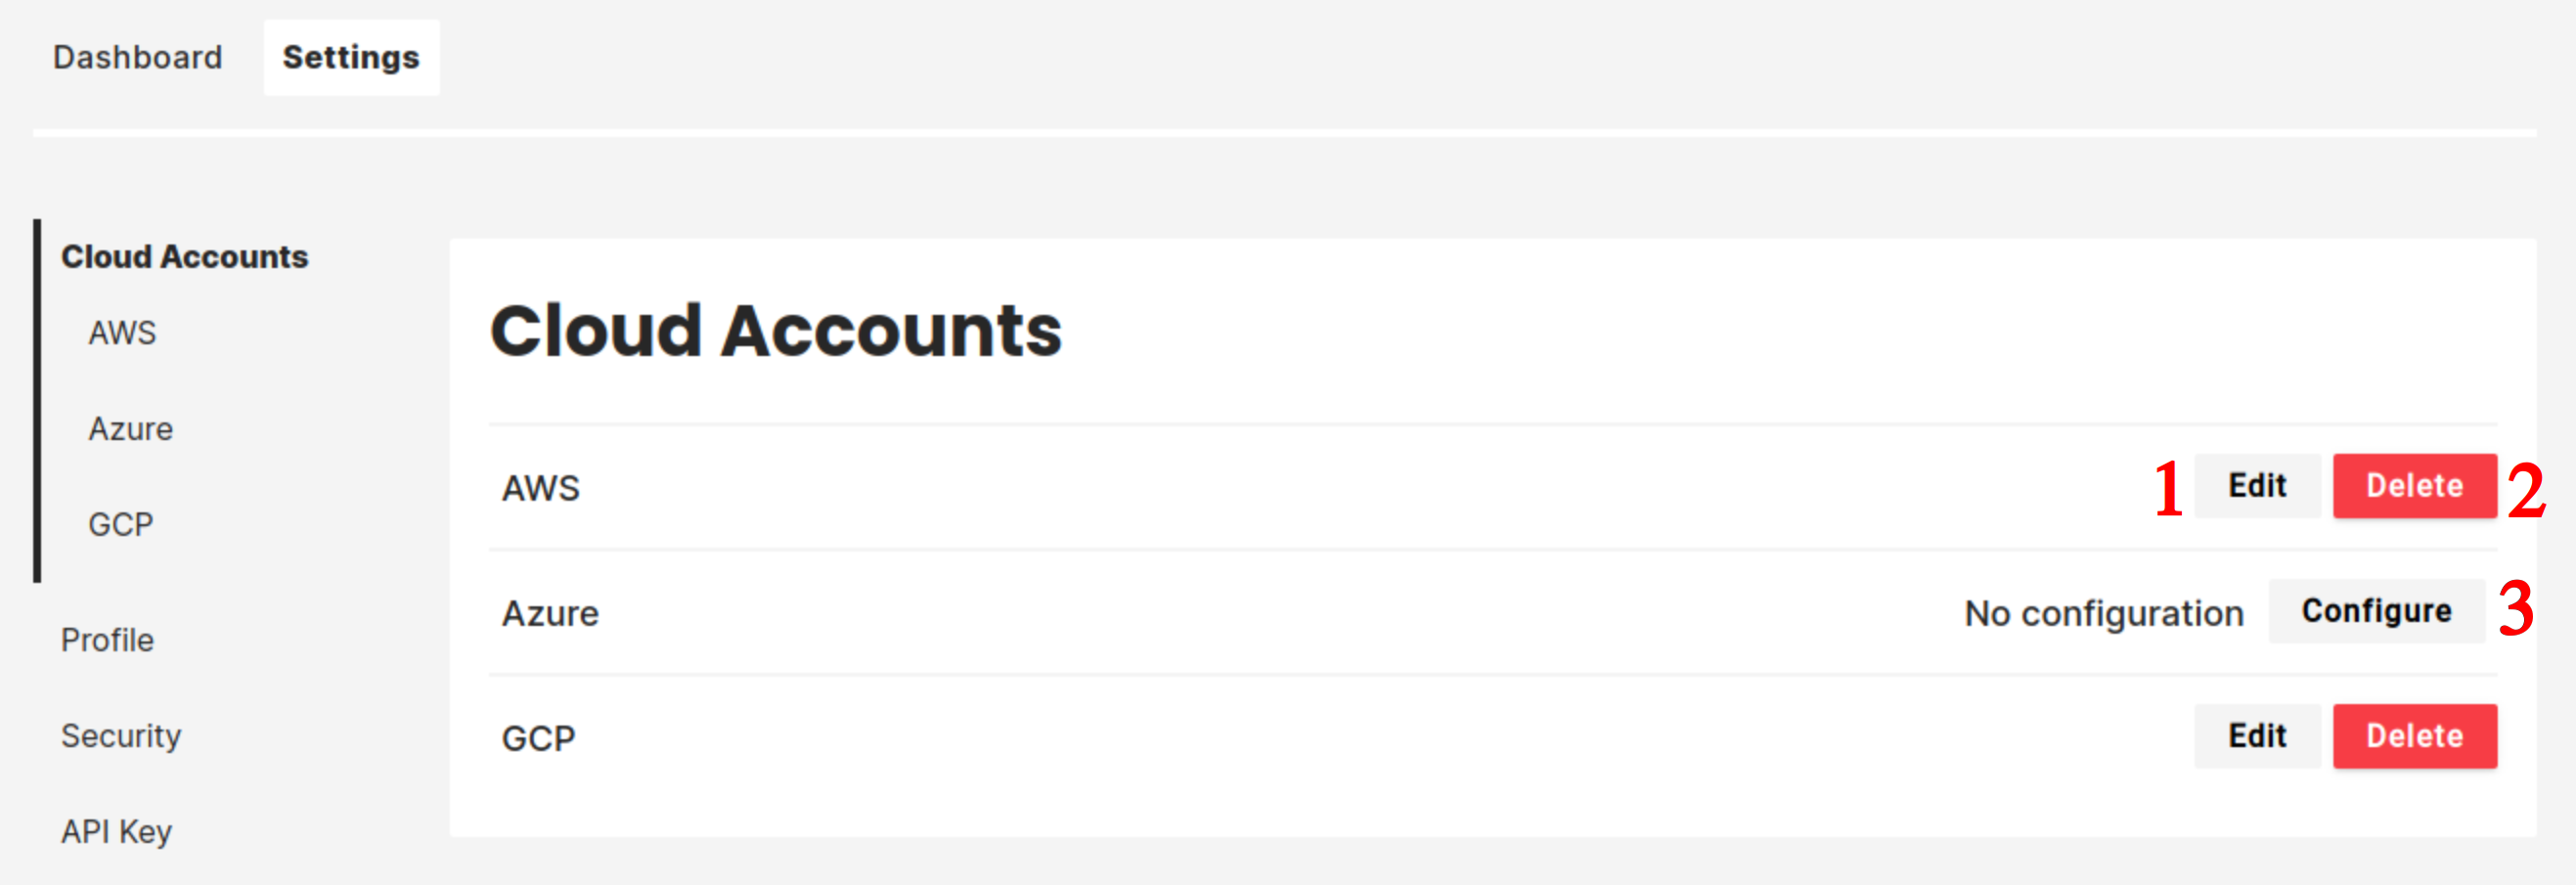 Dashboard Settings
Cloud Accounts
AWS
Azure
GCP
Profile
Security
API Key
Cloud Accounts
AWS 1 Edit Delete 2
Azure No configuration Configure 3
GCP Edit Delete